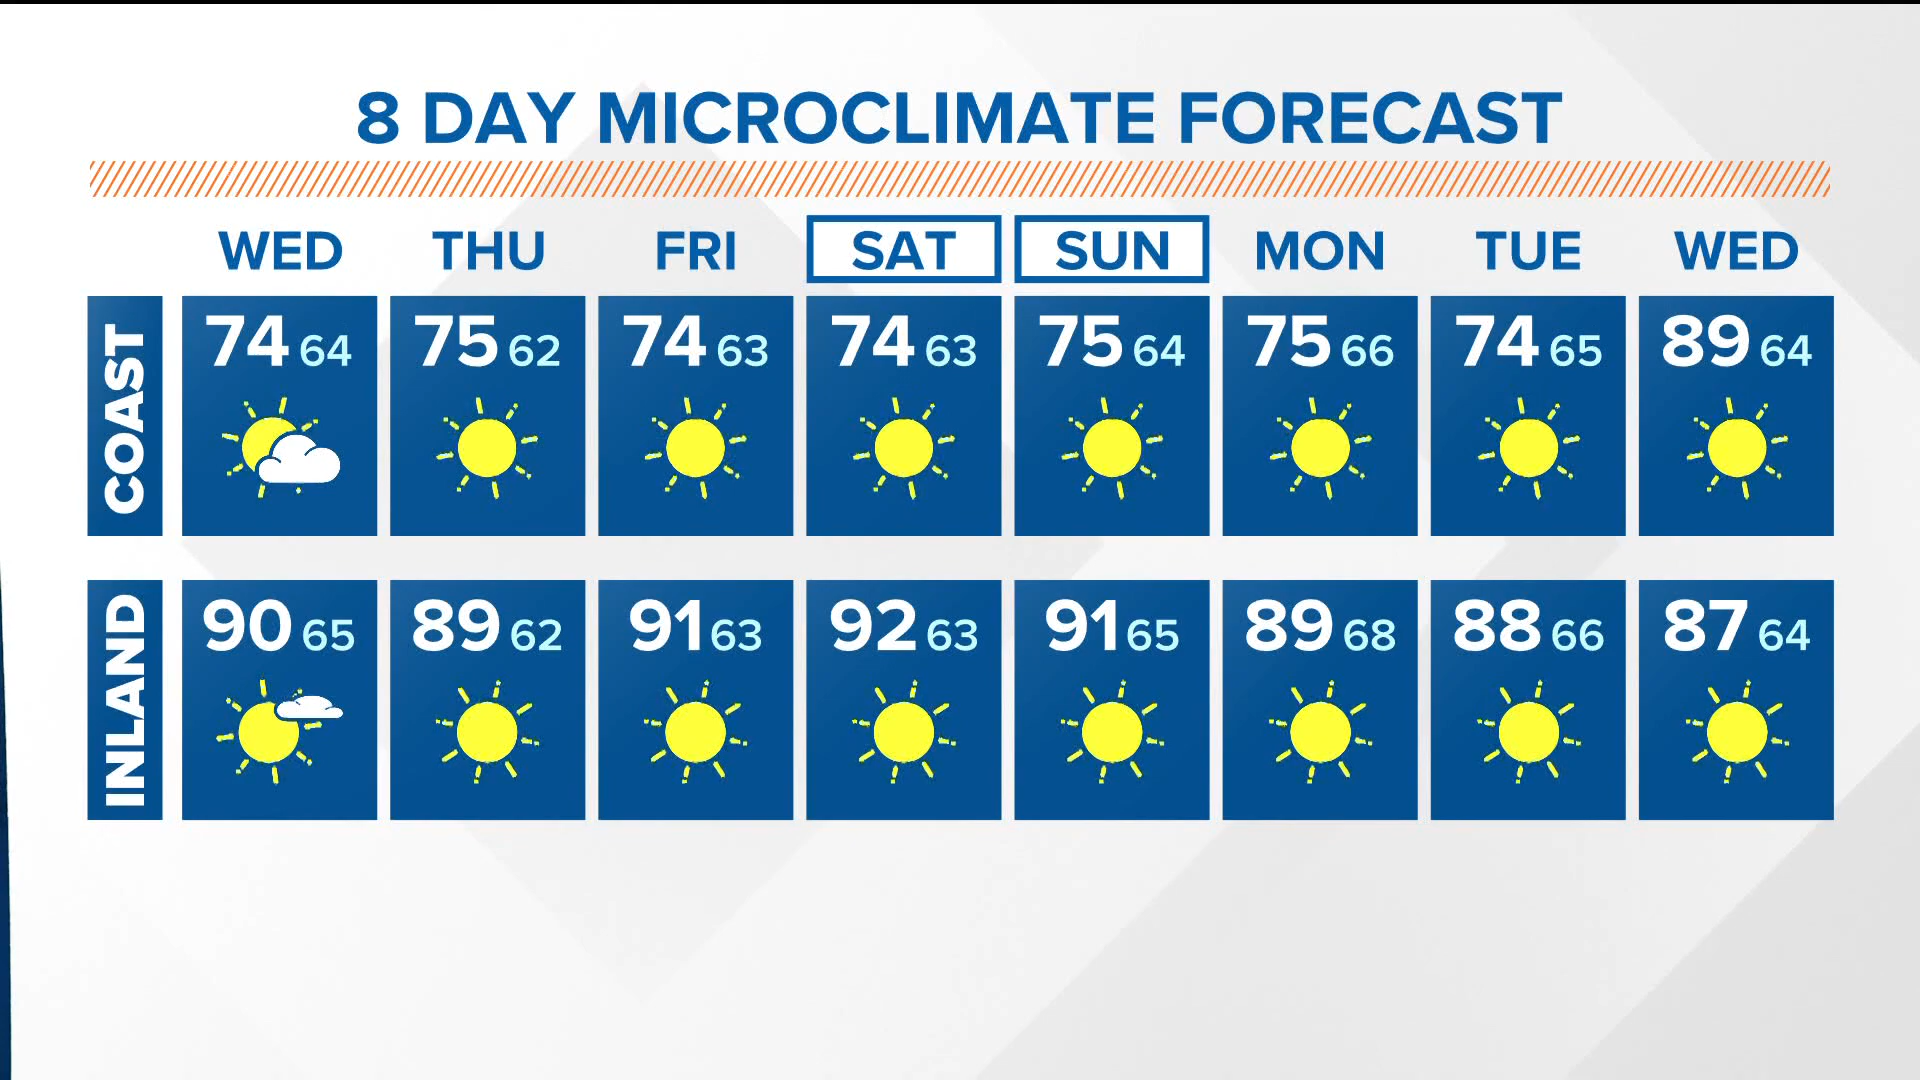 8 DAY MICROCLIMATE FORECAST
WED THU FRI SAT SUN MON TUE WED
COAST
74 64 75 62 74 63 74 63 75 64 75 66 74 65 89 64
INLAND
90 65 89 62 91 63 92 63 91 65 89 68 88 66 87 64